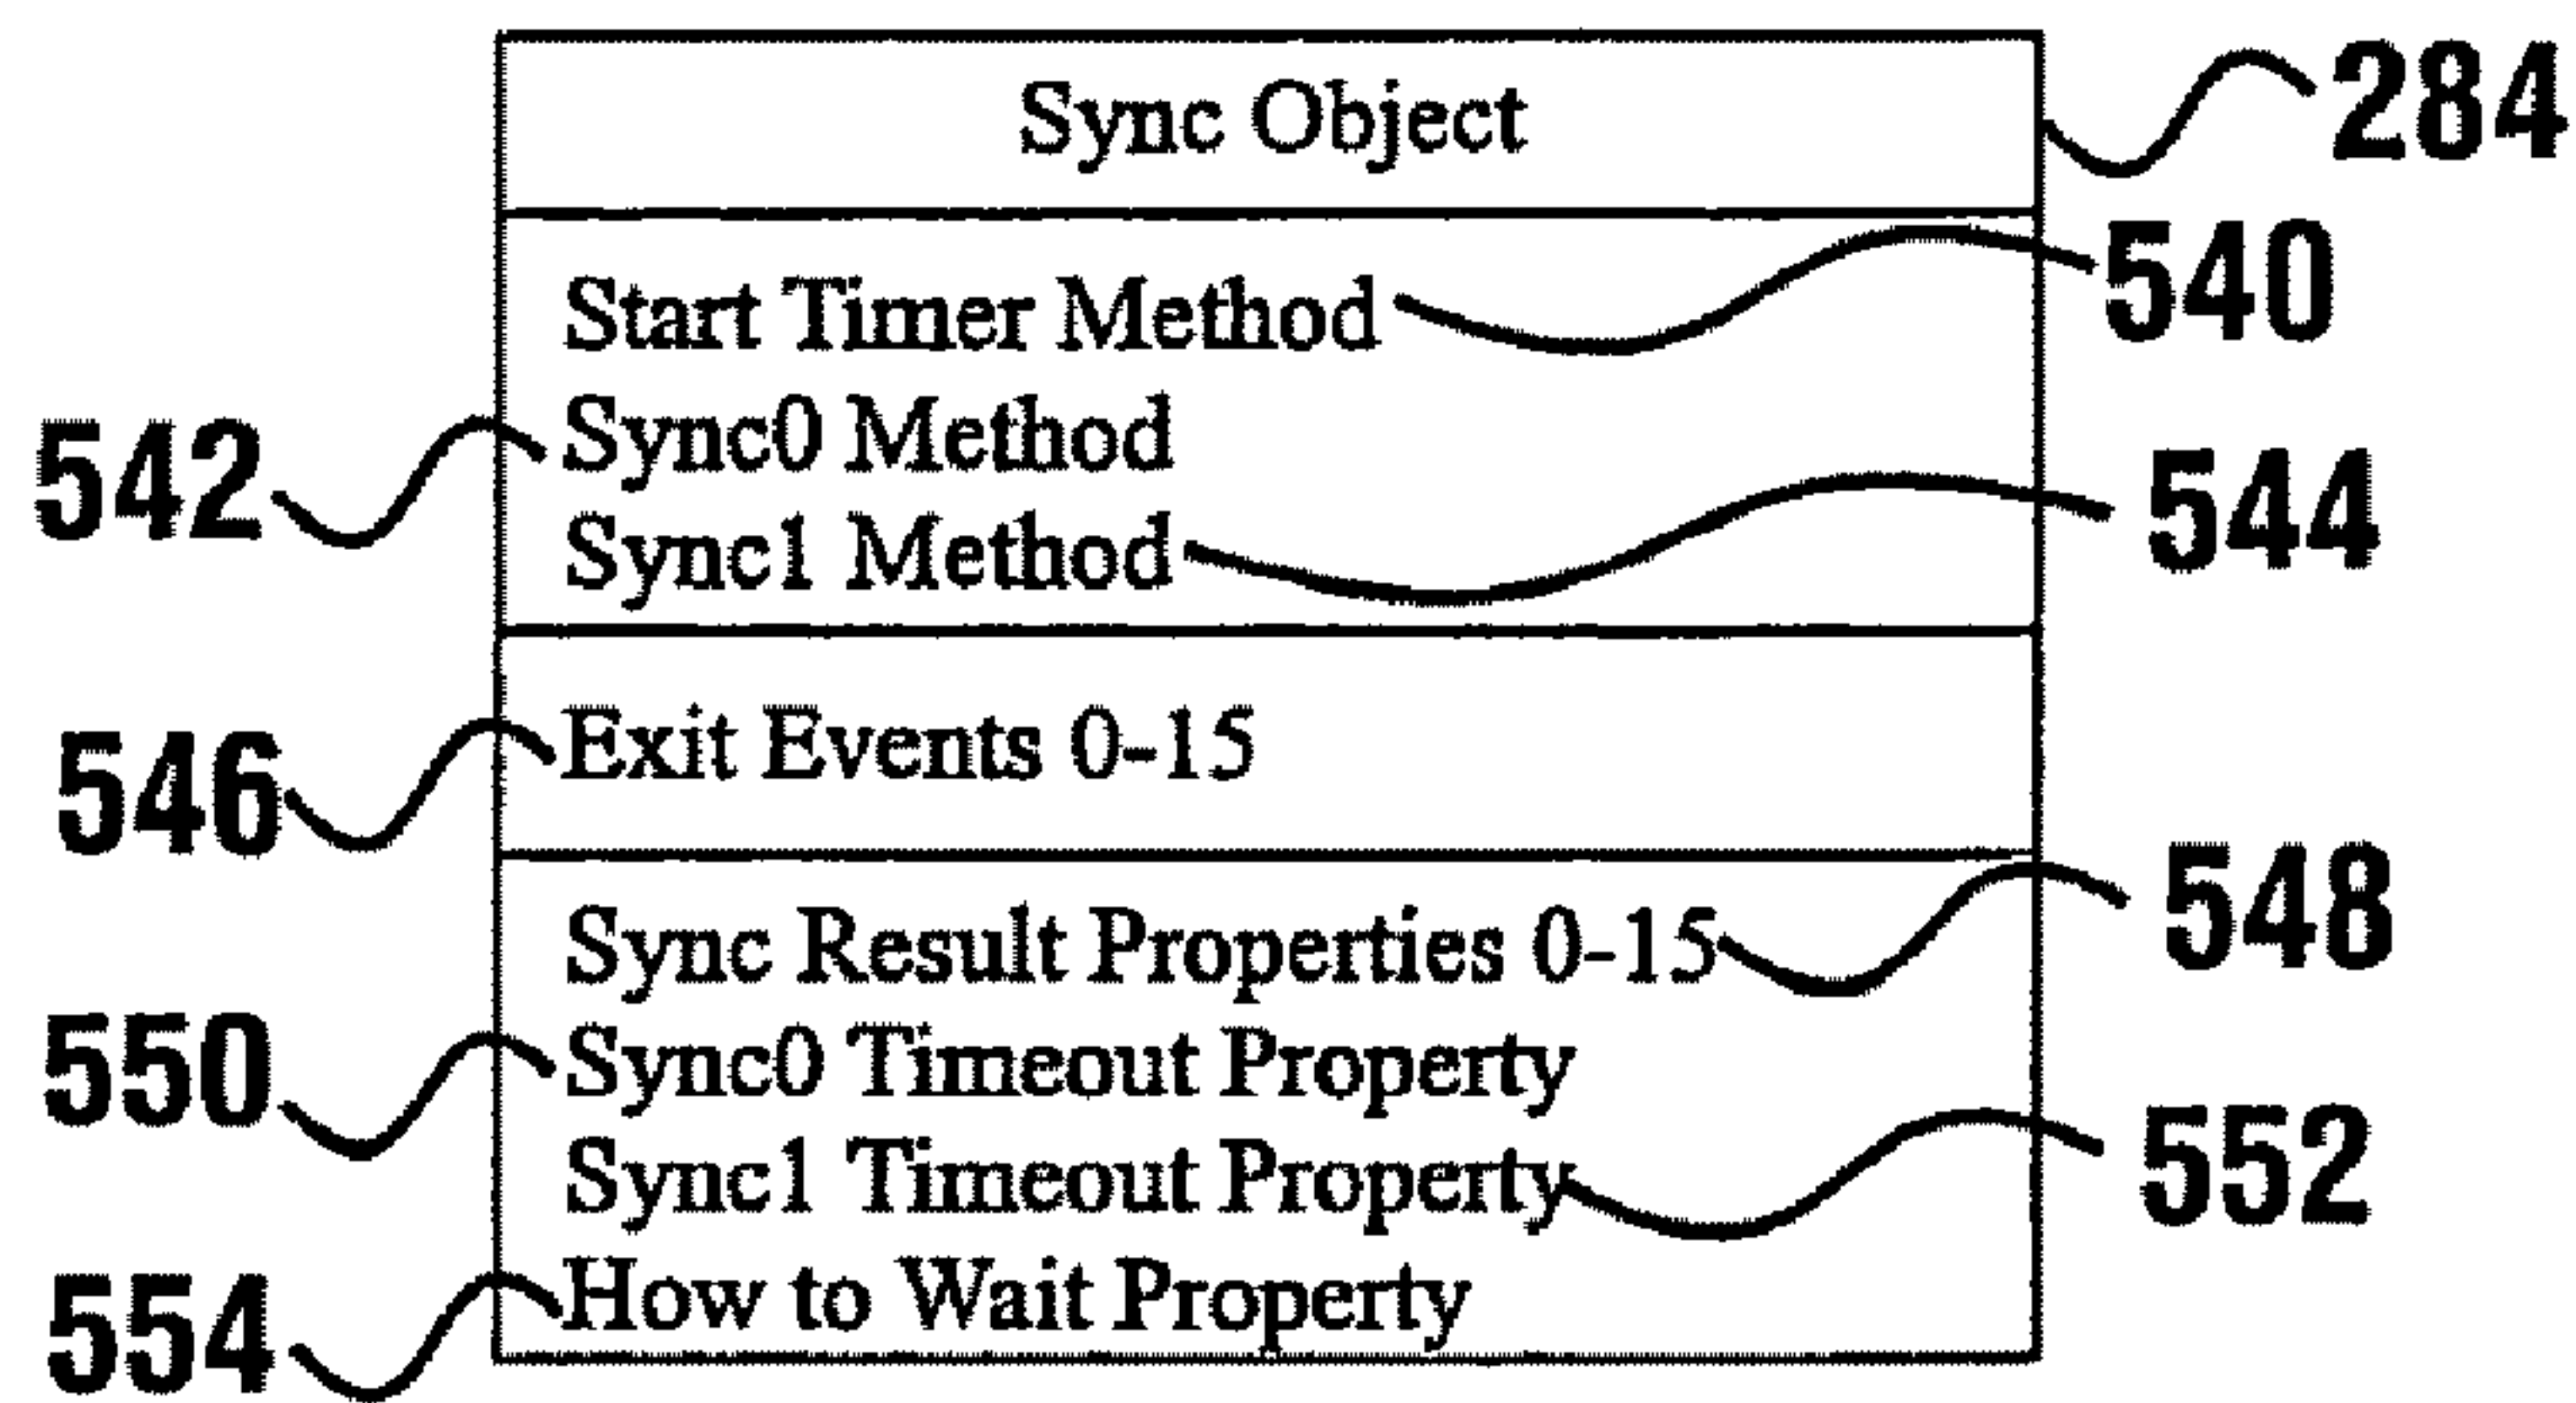 Sync Object 284
Start Timer Method 540
542 Sync0 Method
Sync1 Method 544
546 Exit Events 0-15
Sync Result Properties 0-15 548
550 Sync0 Timeout Property
Sync1 Timeout Property 552
554 How to Wait Property